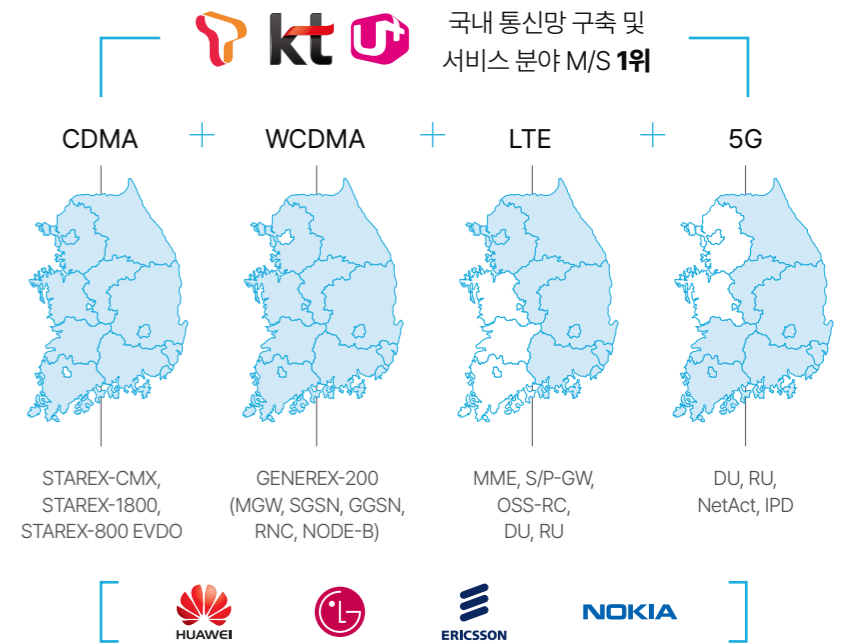 kt
U+
국내 통신망 구축 및
서비스 분야 M/S 1위
CDMA + WCDMA + LTE + 5G
STAREX-CMX,
STAREX-1800,
STAREX-800 EVDO
GENEREX-200
(MGW, SGSN, GGSN,
RNC, NODE-B)
MME, S/P-GW,
OSS-RC,
DU, RU
DU, RU,
NetAct, IPD
HUAWEI
LG
ERICSSON
NOKIA